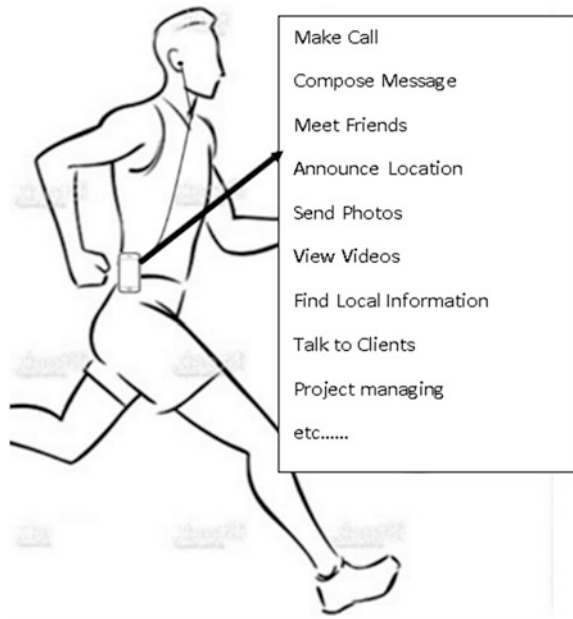 Make Call
Compose Message
Meet Friends
Announce Location
Send Photos
View Videos
Find Local Information
Talk to Clients
Project managing
etc......